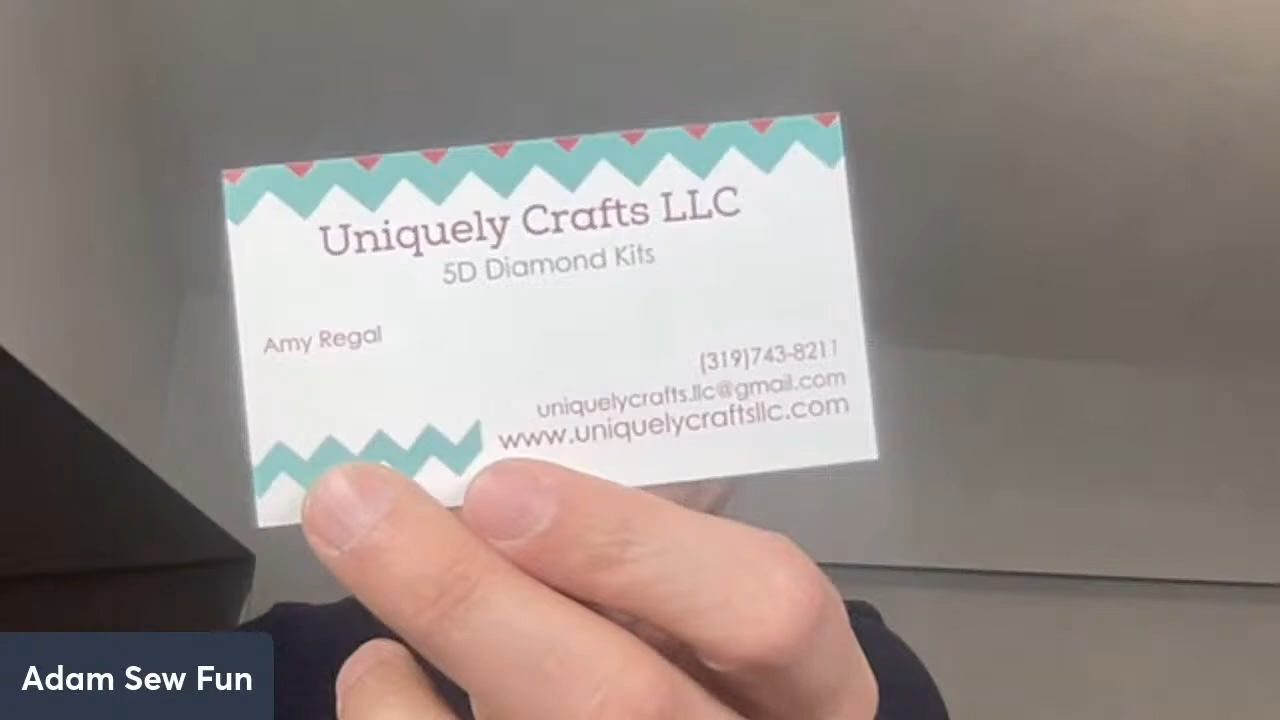 Uniquely Crafts LLC
5D Diamond Kits
Amy Regal
(319)743-8211
uniquelycrafts.llc@gmail.com
www.uniquelycraftsllc.com
Adam Sew Fun